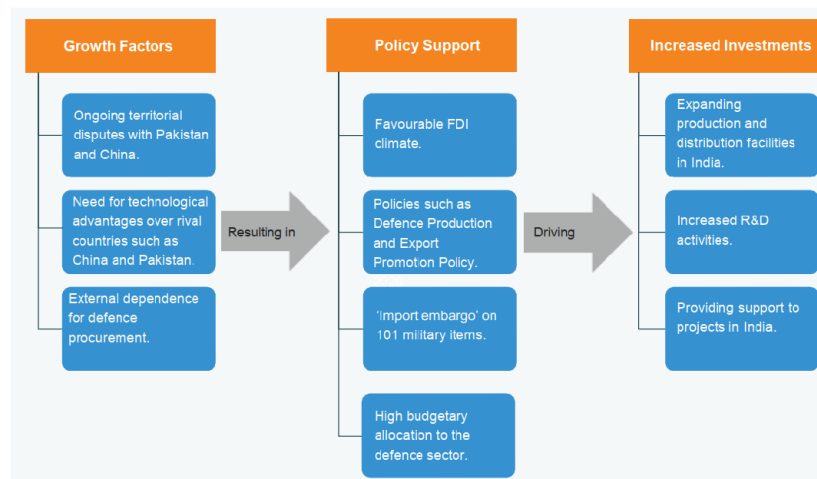 Growth Factors
Ongoing territorial
disputes with Pakistan
and China.
Need for technological
advantages over rival
countries such as
China and Pakistan.
External dependence
for defence
procurement.
Resulting in
Policy Support
Favourable FDI
climate.
Policies such as
Defence Production
and Export
Promotion Policy.
'Import embargo' on
101 military items.
High budgetary
allocation to the
defence sector.
Driving
Increased Investments
Expanding
production and
distribution facilities
in India.
Increased R&D
activities.
Providing support to
projects in India.